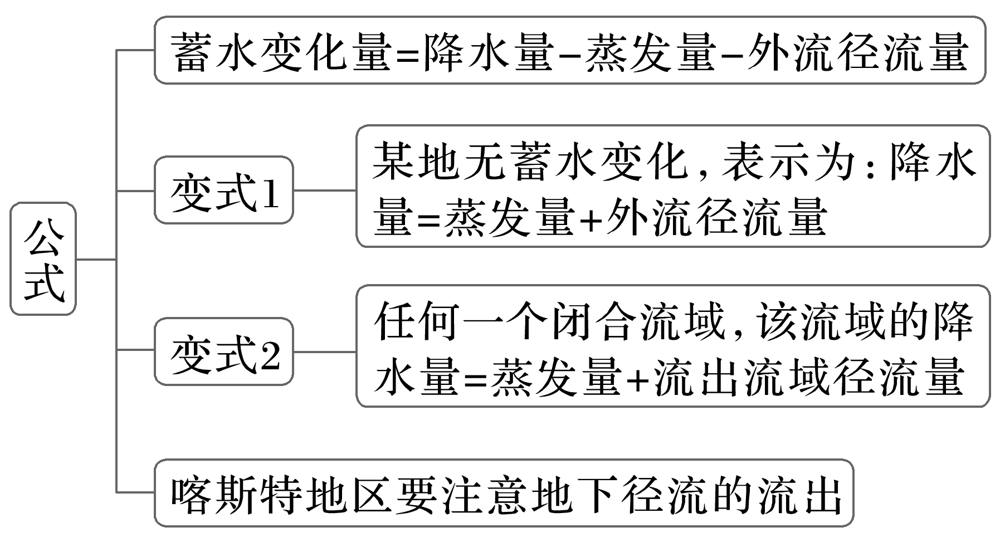 公式
蓄水变化量=降水量-蒸发量-外流径流量
变式1
某地无蓄水变化,表示为:降水
量=蒸发量+外流径流量
变式2
任何一个闭合流域,该流域的降
水量=蒸发量+流出流域径流量
喀斯特地区要注意地下径流的流出